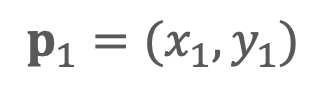 𝐩₁ = (𝑥₁, 𝑦₁)